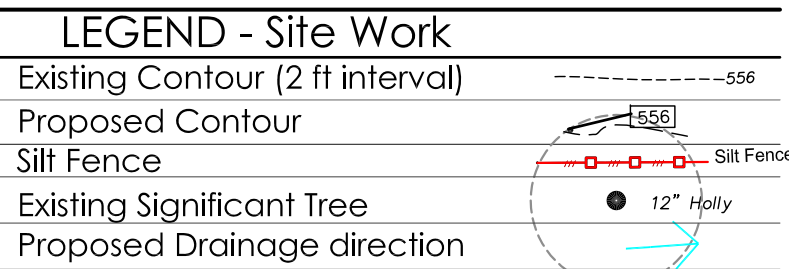 LEGEND - Site Work
Existing Contour (2 ft interval) 556
Proposed Contour 556
Silt Fence Silt Fence
Existing Significant Tree 12" Holly
Proposed Drainage direction